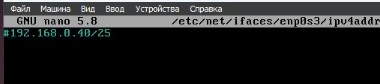 Файл Машина Вид Ввод Устройства Справка
GNU nano 5.8 /etc/net/ifaces/enp0s3/ipv4addr
#192.168.0.40/25